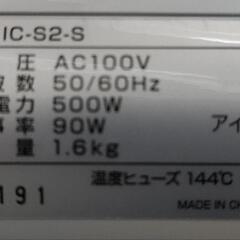 IC-S2-S
圧 AC100V
数 50/60Hz
電力 500W
率 90W
量 1.6kg
アイ
191
温度ヒューズ 144℃
MADE IN CH